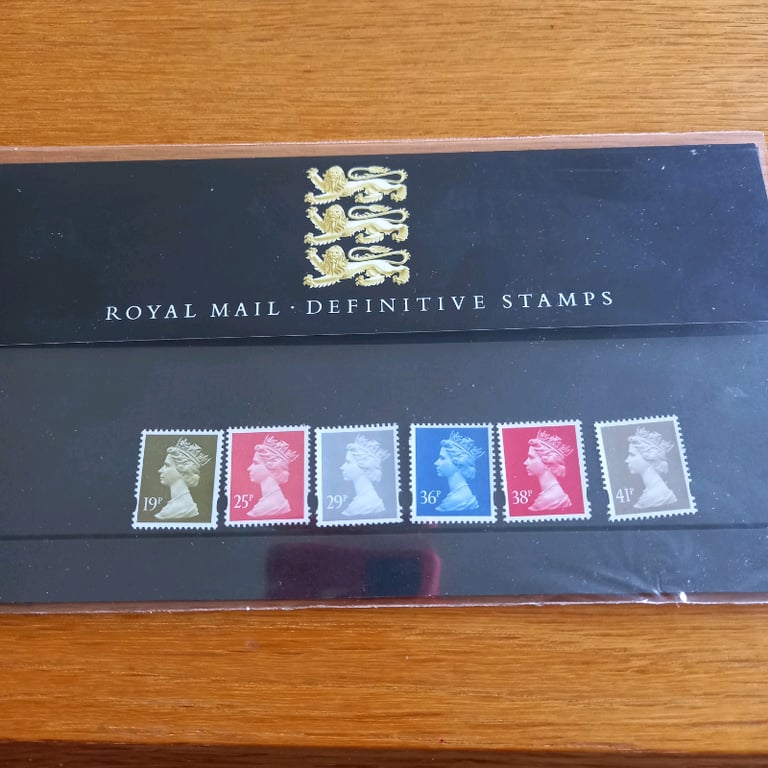 ROYAL MAIL · DEFINITIVE STAMPS
19P 25P 29P 36P 38P 41P